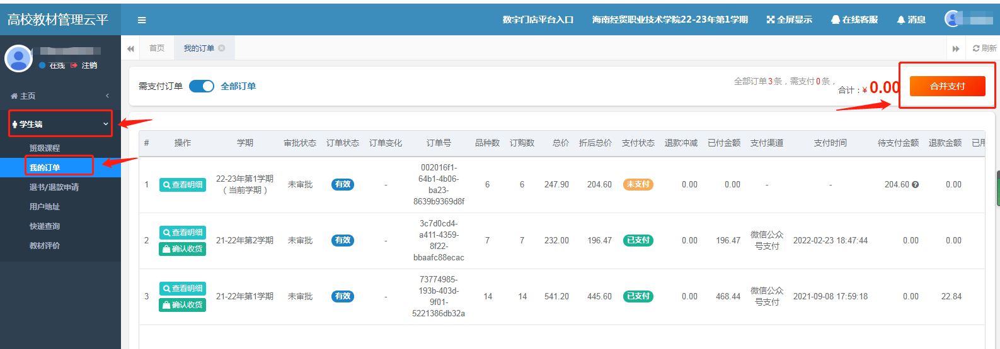 高校教材管理云平
数字门店平台入口 海南经贸职业技术学院22-23年第1学期 全屏显示 在线客服 消息
在线 注销
首页 我的订单 刷新
主页
学生端
班级课程
我的订单
退书/退款申请
用户地址
快递查询
教材评价
需支付订单 全部订单 全部订单3条，需支付0条， 合计：¥ 0.00 合并支付
# 操作 学期 审批状态 订单状态 订单变化 订单号 品种数 订购数 总价 折后总价 支付状态 退款冲减 已付金额 支付渠道 支付时间 待支付金额 退款金额 已用
1 查看明细 22-23年第1学期
（当前学期）
未审批 有效 -
002016f1-
64b1-4b06-
ba23-
8639b9369d8f
6 6 247.90 204.60 未支付 0.00 0.00 - - 204.60 0.00
2 查看明细
确认收货
21-22年第2学期 未审批 有效 -
3c7d0cd4-
a411-4359-
8f22-
bbaafc88ecac
7 7 232.00 196.47 已支付 0.00 196.47
微信公众
号支付
2022-02-23 18:47:44 0.00 0.00
3 查看明细
确认收货
21-22年第1学期 未审批 有效 -
73774985-
193b-403d-
9f01-
5221386db32a
14 14 541.20 445.60 已支付 0.00 468.44
微信公众
号支付
2021-09-08 17:59:18 0.00 22.84